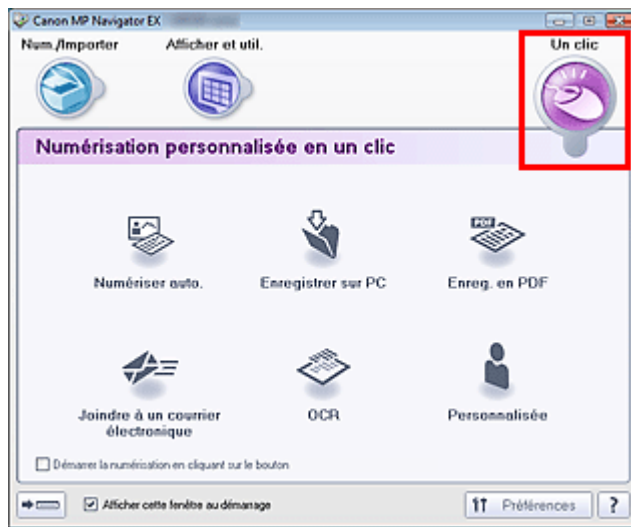 Canon MP Navigator EX
Num./Importer
Afficher et util.
Un clic
Numérisation personnalisée en un clic
Numériser auto.
Enregistrer sur PC
PDF
Enreg. en PDF
Joindre à un courrier
électronique
OCR
Personnalisée
Démarrer la numérisation en cliquant sur le bouton
Afficher cette fenêtre au démarrage
Préférences
?